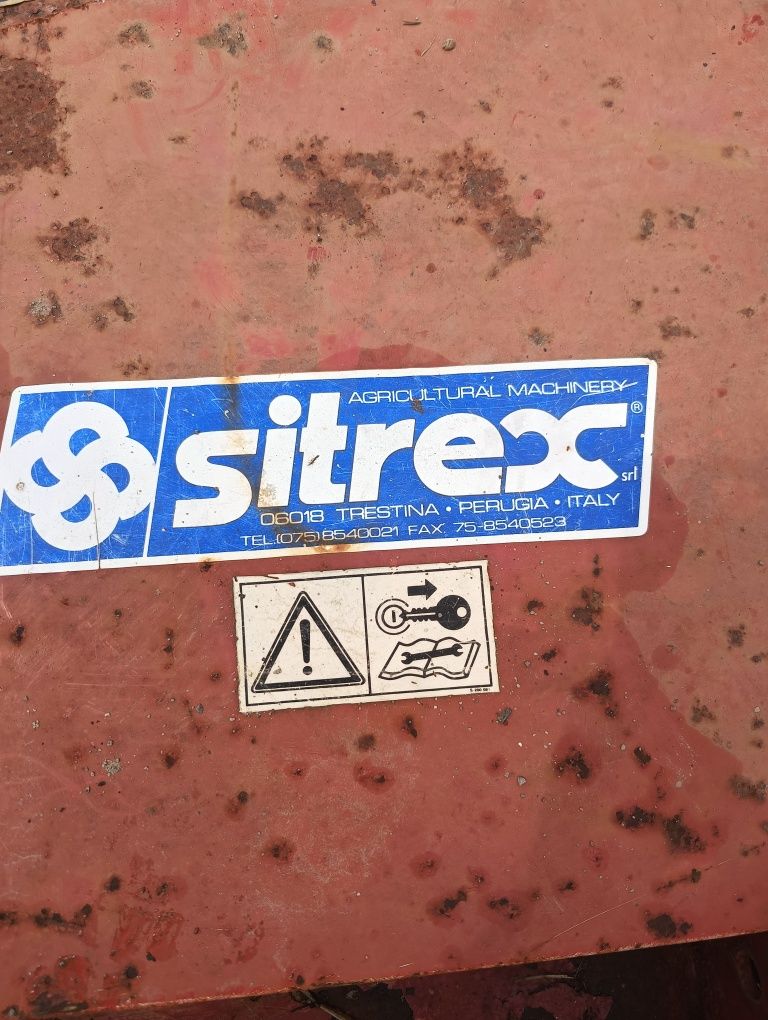 AGRICULTURAL MACHINERY
sitrex ®
srl
06018 TRESTINA • PERUGIA • ITALY
TEL.(075)8540021 FAX. 75-8540523